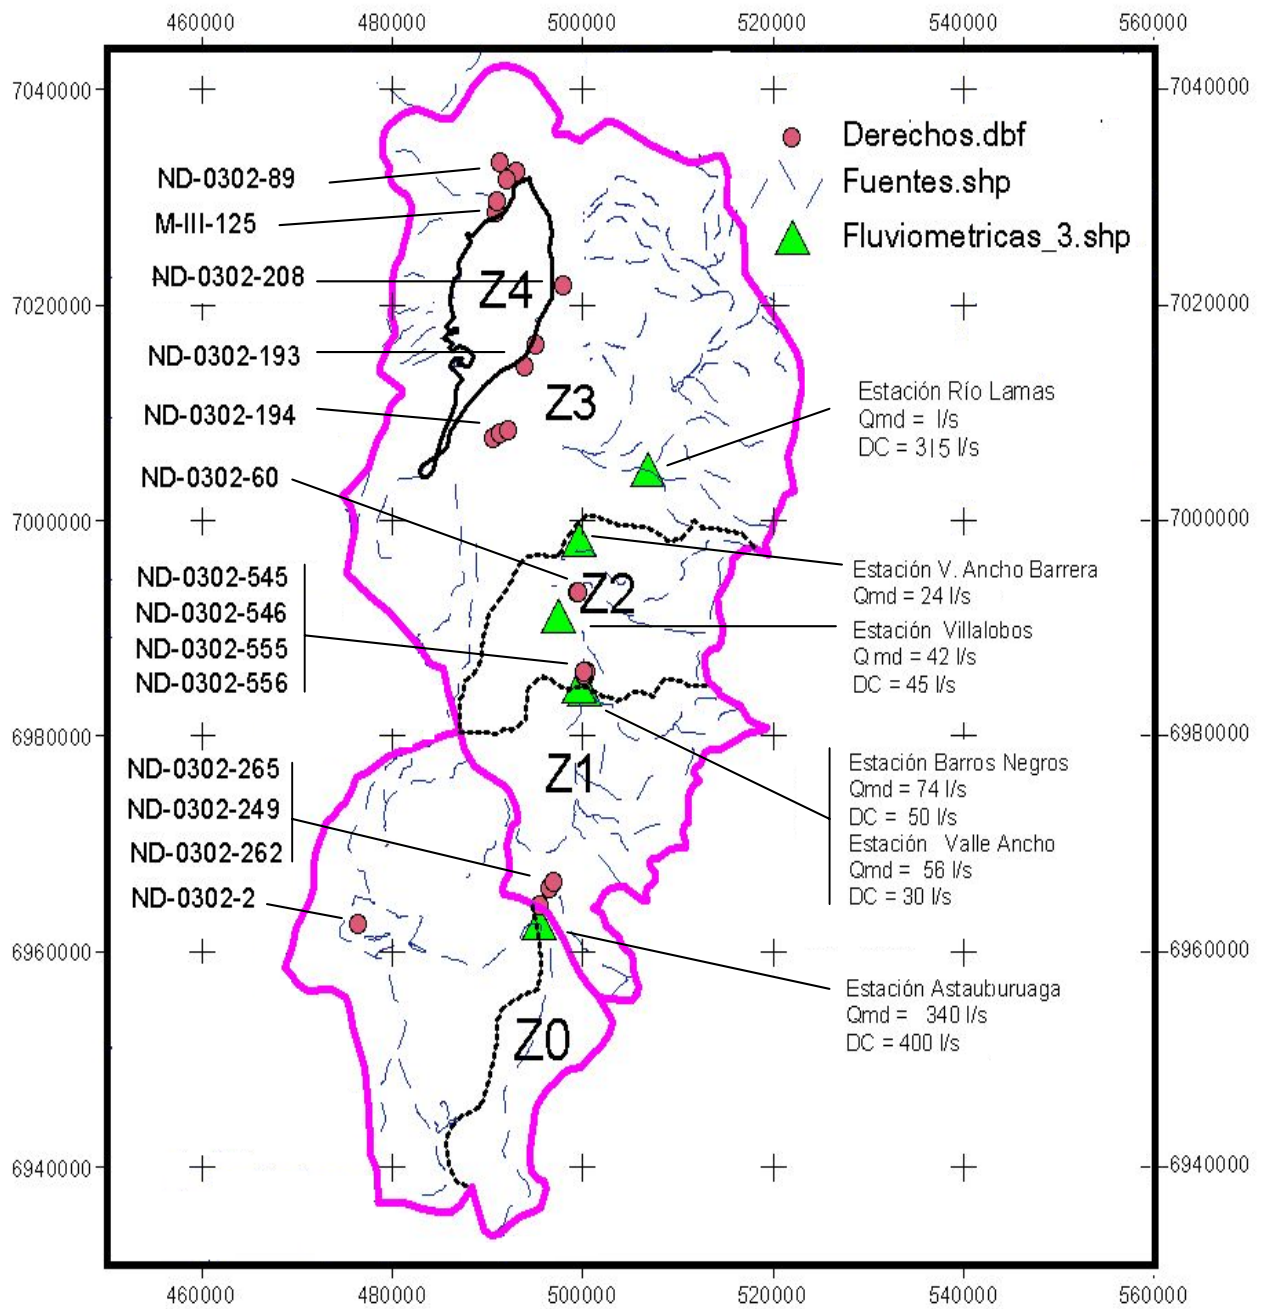 460000 480000 500000 520000 540000 560000
7040000 7040000
Derechos.dbf
Fuentes.shp
Fluviometricas_3.shp
ND-0302-89
M-III-125
ND-0302-208
Z4
7020000 7020000
ND-0302-193
Z3
ND-0302-194
Estación Río Lamas
Qmd = l/s
DC = 315 l/s
ND-0302-60
7000000 7000000
Estación V. Ancho Barrera
Qmd = 24 l/s
ND-0302-545
ND-0302-546
ND-0302-555
ND-0302-556
Z2
Estación Villalobos
Qmd = 42 l/s
DC = 45 l/s
6980000 6980000
Z1
ND-0302-265
ND-0302-249
ND-0302-262
Estación Barros Negros
Qmd = 74 l/s
DC = 50 l/s
Estación Valle Ancho
Qmd = 56 l/s
DC = 30 l/s
ND-0302-2
6960000 6960000
Estación Astauburuaga
Qmd = 340 l/s
DC = 400 l/s
Z0
6940000 6940000
460000 480000 500000 520000 540000 560000